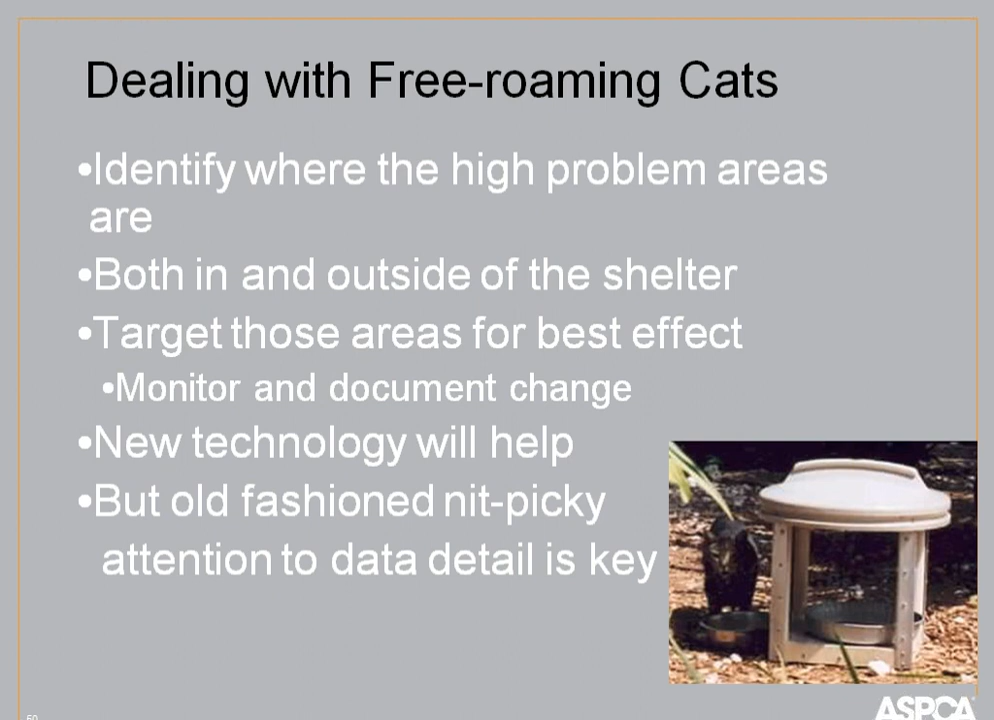 Dealing with Free-roaming Cats
•Identify where the high problem areas
are
•Both in and outside of the shelter
•Target those areas for best effect
•Monitor and document change
•New technology will help
•But old fashioned nit-picky
attention to data detail is key
ASPCA